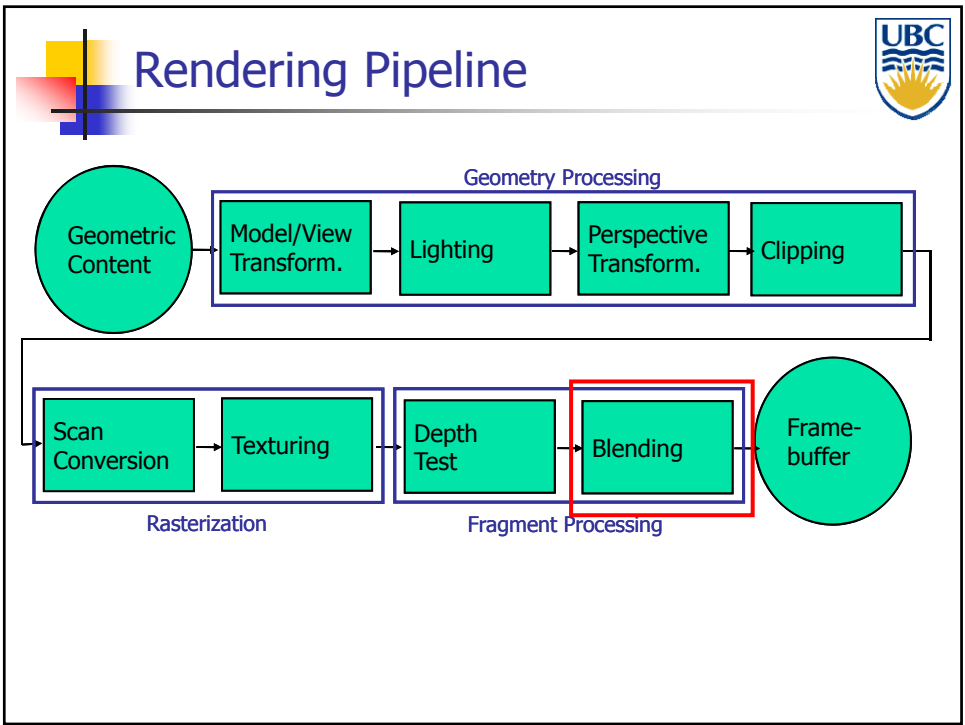 Rendering Pipeline
UBC
Geometry Processing
Geometric
Content
Model/View
Transform.
Lighting
Perspective
Transform.
Clipping
Scan
Conversion
Texturing
Depth
Test
Blending
Frame-
buffer
Rasterization
Fragment Processing